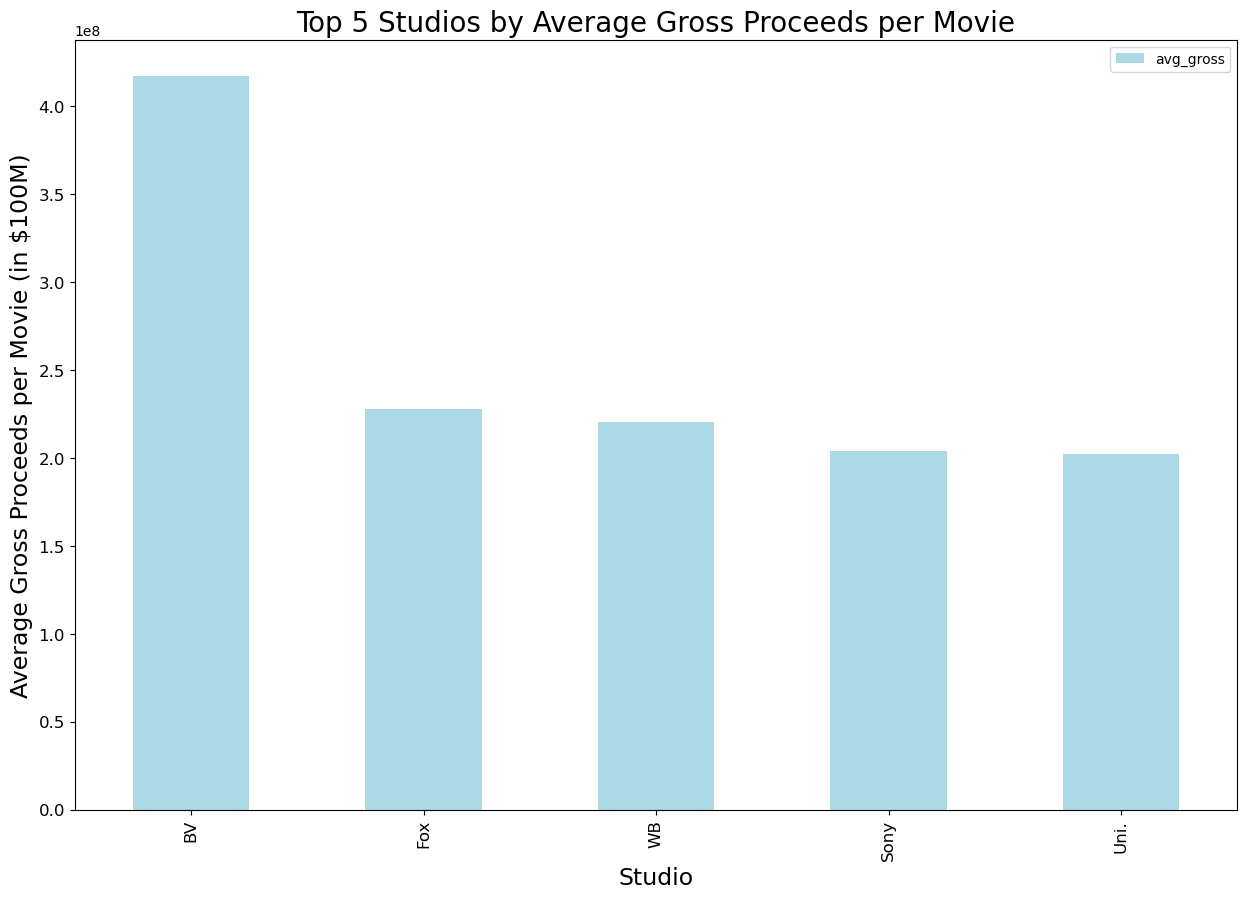 Top 5 Studios by Average Gross Proceeds per Movie
1e8
avg_gross
4.0
3.5
3.0
2.5
2.0
1.5
1.0
0.5
0.0
Average Gross Proceeds per Movie (in $100M)
BV
Fox
WB
Sony
Uni.
Studio